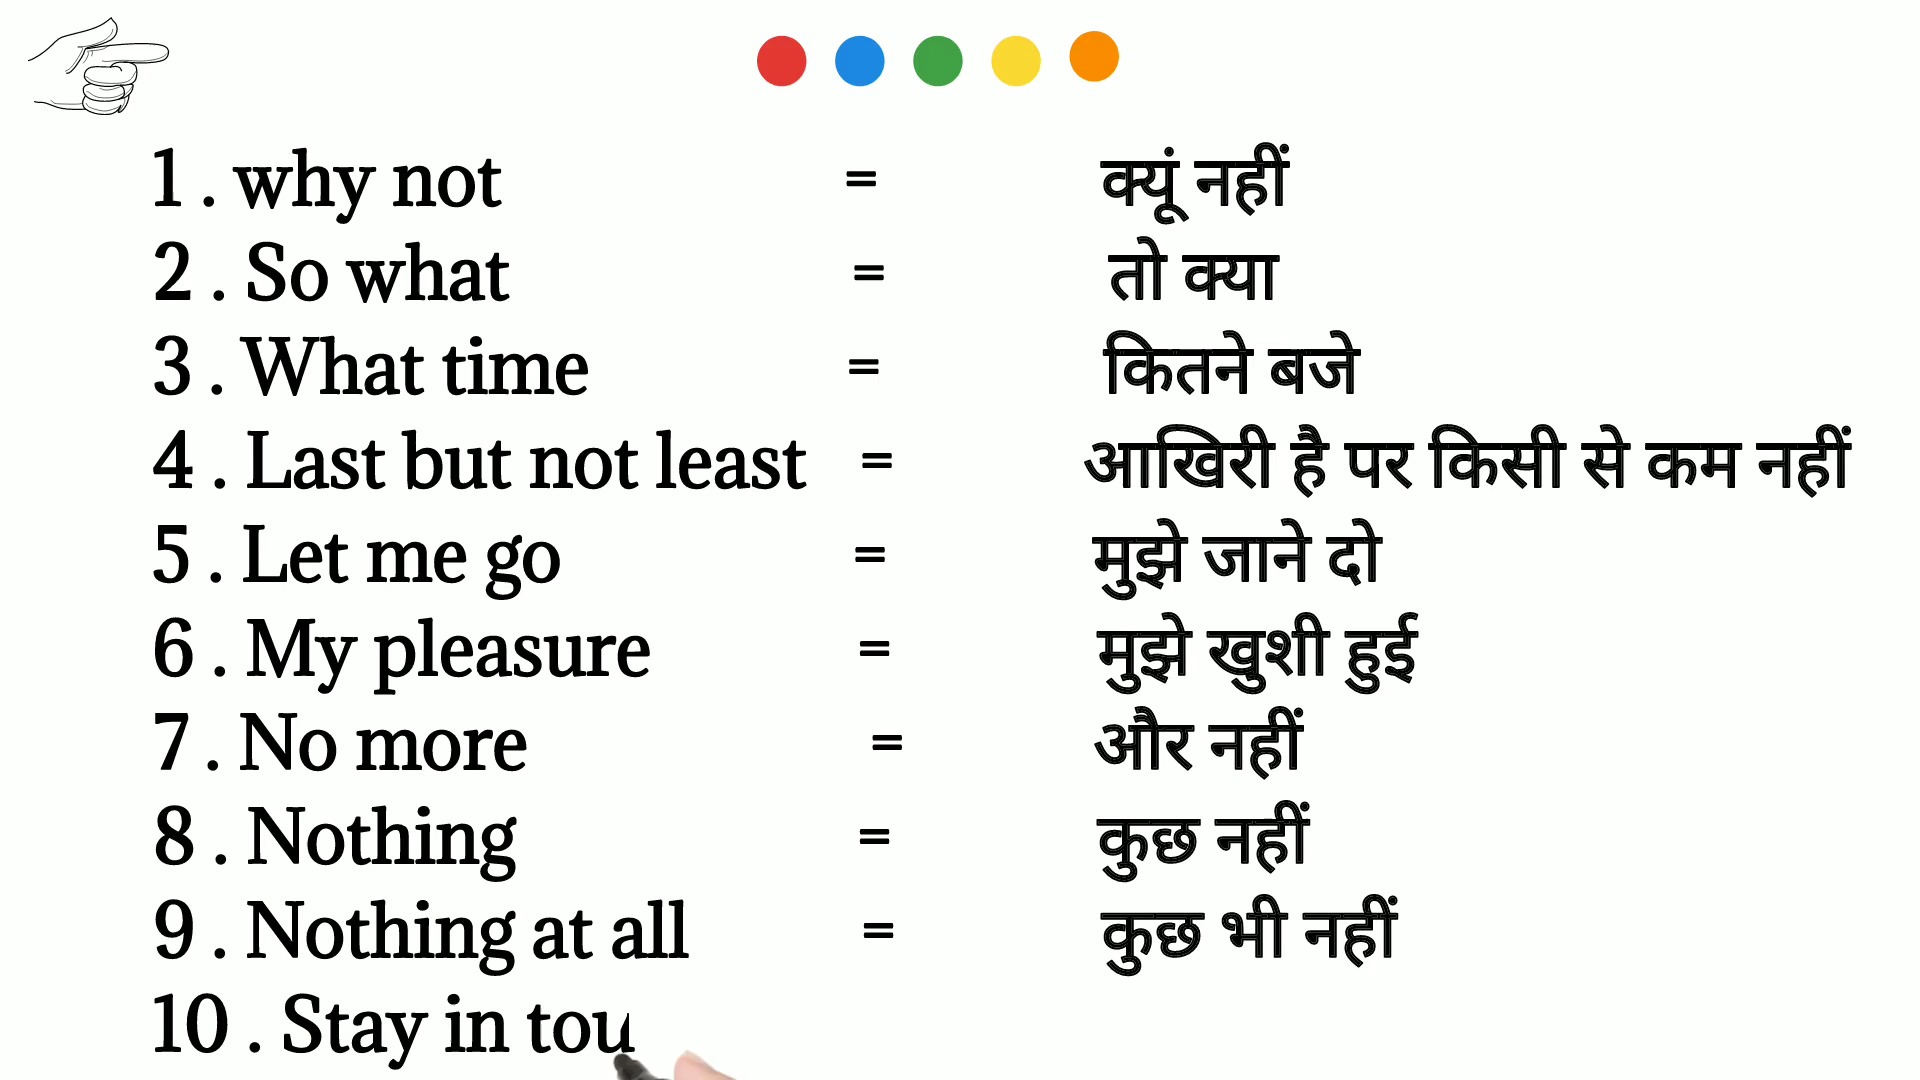 1 . why not = क्यूं नहीं
2 . So what = तो क्या
3 . What time = कितने बजे
4 . Last but not least = आखिरी है पर किसी से कम नहीं
5 . Let me go = मुझे जाने दो
6 . My pleasure = मुझे खुशी हुई
7 . No more = और नहीं
8 . Nothing = कुछ नहीं
9 . Nothing at all = कुछ भी नहीं
10 . Stay in tou